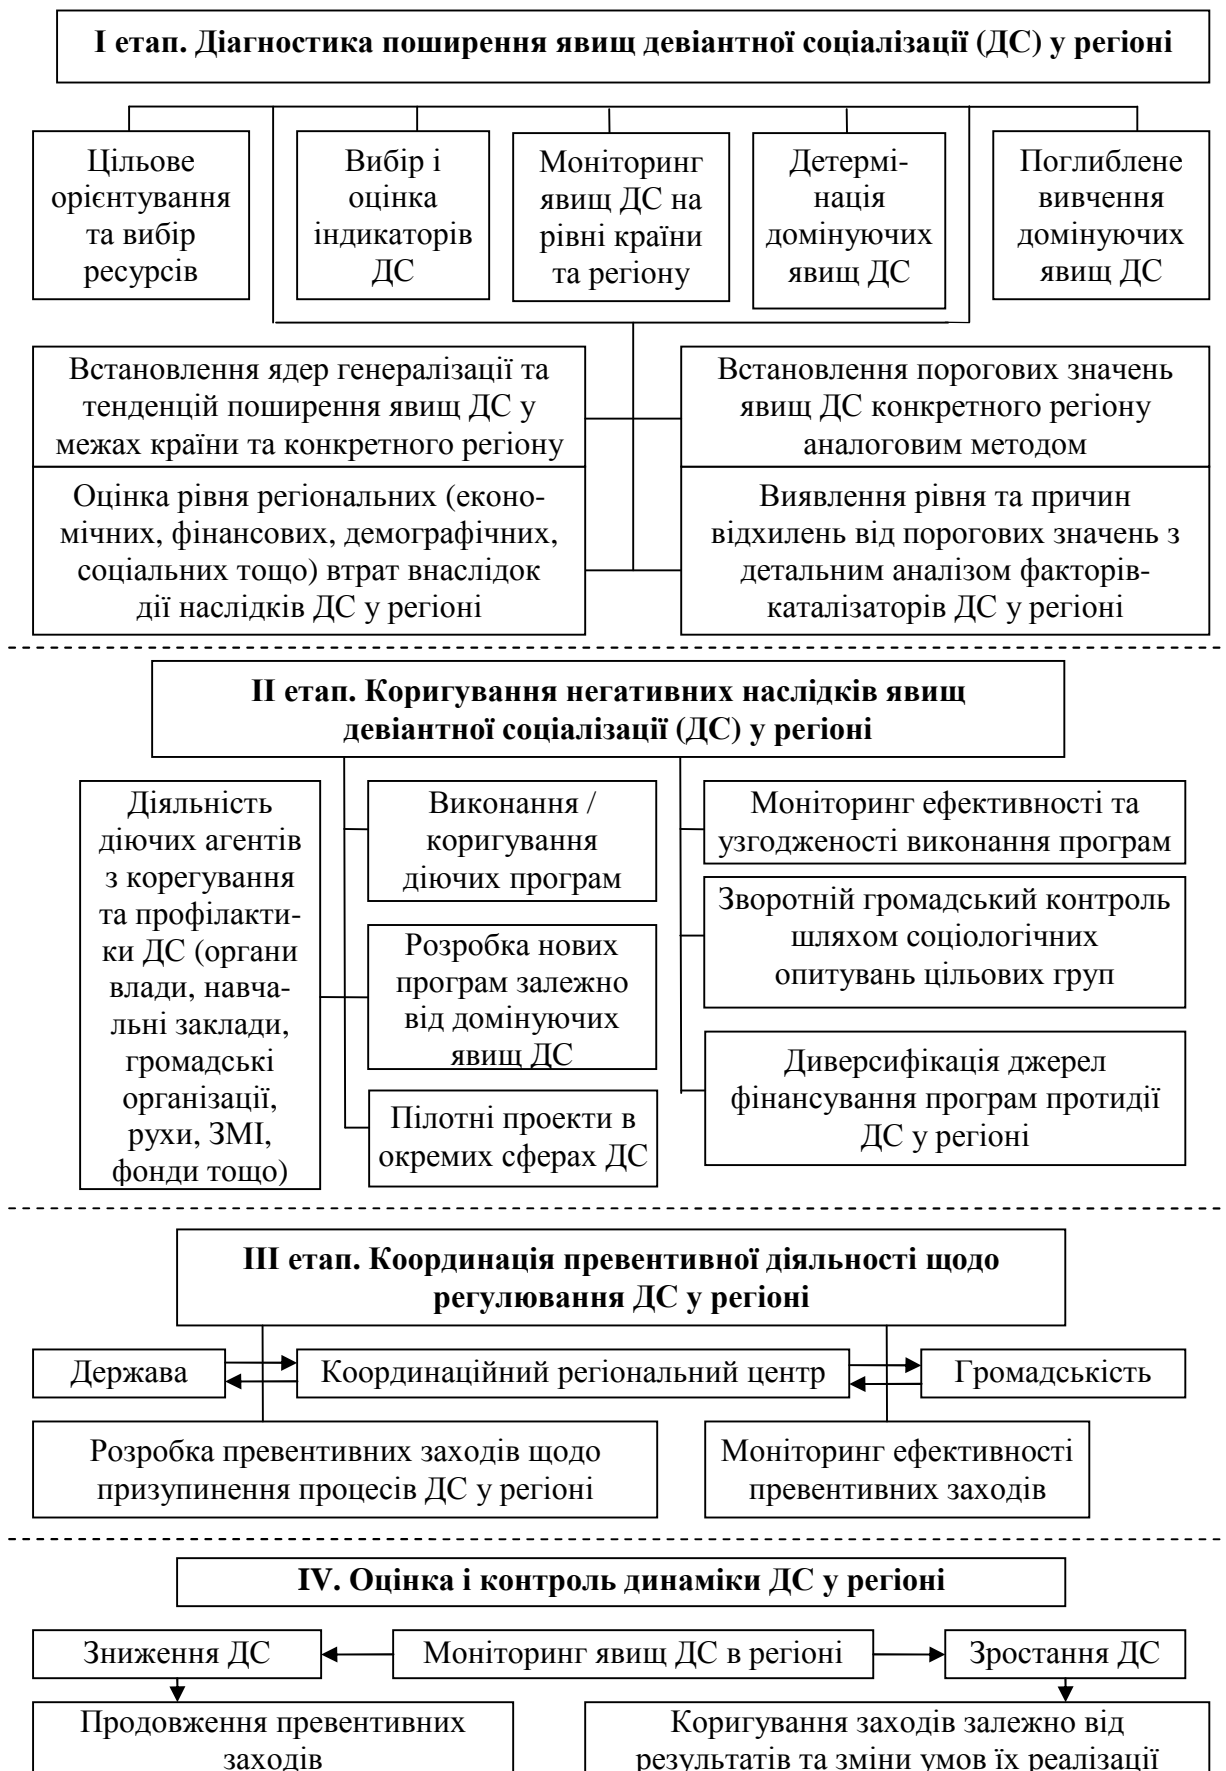 І етап. Діагностика поширення явищ девіантної соціалізації (ДС) у регіоні
Цільове
орієнтування
та вибір
ресурсів
Вибір і
оцінка
індикаторів
ДС
Моніторинг
явищ ДС на
рівні країни
та регіону
Детермі-
нація
домінуючих
явищ ДС
Поглиблене
вивчення
домінуючих
явищ ДС
Встановлення ядер генералізації та
тенденцій поширення явищ ДС у
межах країни та конкретного регіону
Встановлення порогових значень
явищ ДС конкретного регіону
аналоговим методом
Оцінка рівня регіональних (еконо-
мічних, фінансових, демографічних,
соціальних тощо) втрат внаслідок
дії наслідків ДС у регіоні
Виявлення рівня та причин
відхилень від порогових значень з
детальним аналізом факторів-
каталізаторів ДС у регіоні
ІІ етап. Коригування негативних наслідків явищ
девіантної соціалізації (ДС) у регіоні
Діяльність
діючих агентів
з корегування
та профілакти-
ки ДС (органи
влади, навча-
льні заклади,
громадські
організації,
рухи, ЗМІ,
фонди тощо)
Виконання /
коригування
діючих програм
Розробка нових
програм залежно
від домінуючих
явищ ДС
Пілотні проекти в
окремих сферах ДС
Моніторинг ефективності та
узгодженості виконання програм
Зворотній громадський контроль
шляхом соціологічних
опитувань цільових груп
Диверсифікація джерел
фінансування програм протидії
ДС у регіоні
ІІІ етап. Координація превентивної діяльності щодо
регулювання ДС у регіоні
Держава
Координаційний регіональний центр
Громадськість
Розробка превентивних заходів щодо
призупинення процесів ДС у регіоні
Моніторинг ефективності
превентивних заходів
IV. Оцінка і контроль динаміки ДС у регіоні
Зниження ДС
Моніторинг явищ ДС в регіоні
Зростання ДС
Продовження превентивних
заходів
Коригування заходів залежно від
результатів та зміни умов їх реалізації